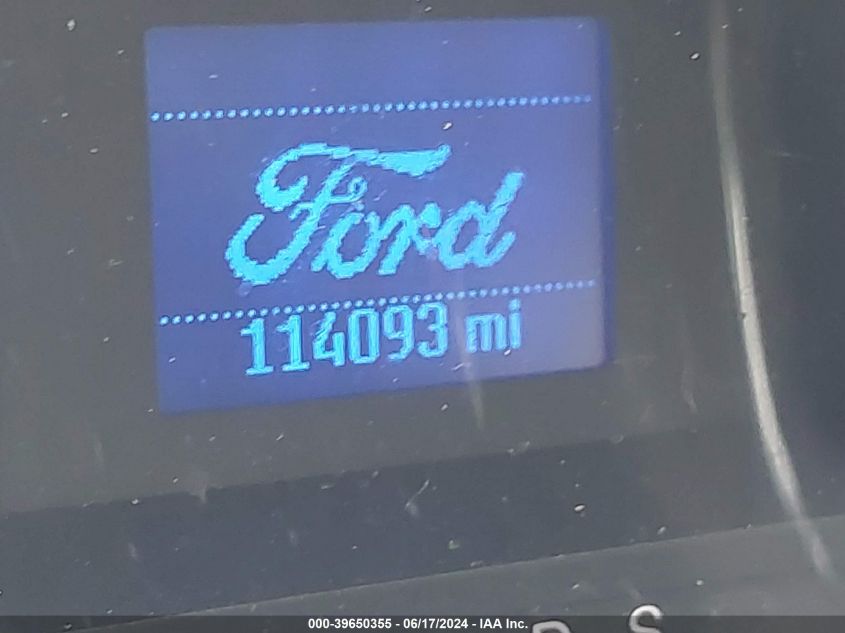 Ford
114093 mi
S
000-39650355 - 06/17/2024 - IAA Inc.